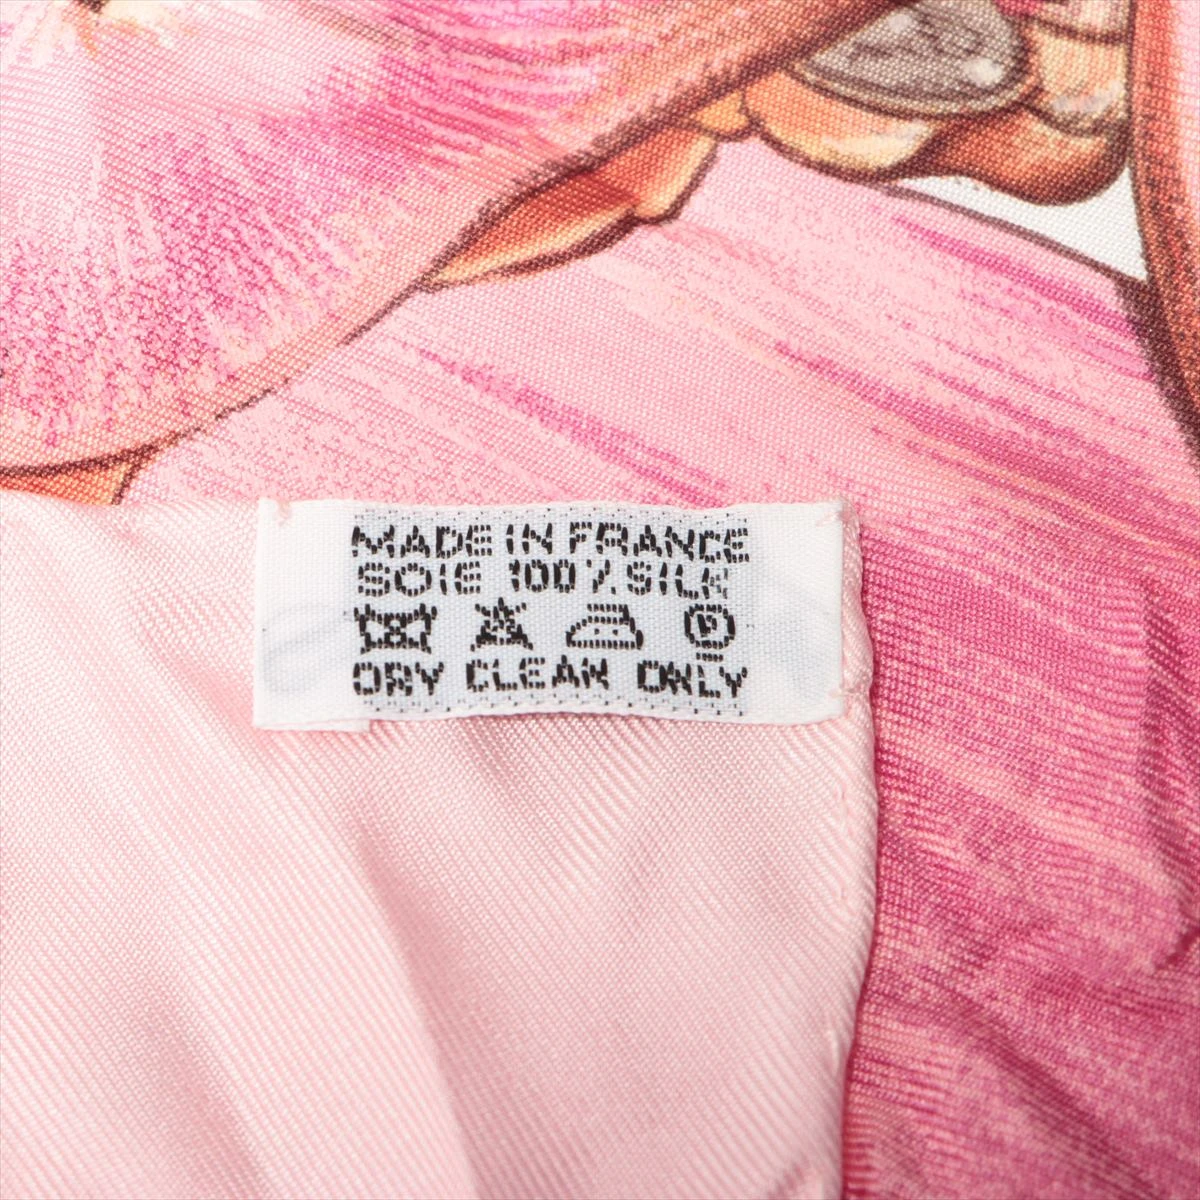 MADE IN FRANCE
SOIE 100% SILK
P
DRY CLEAN ONLY